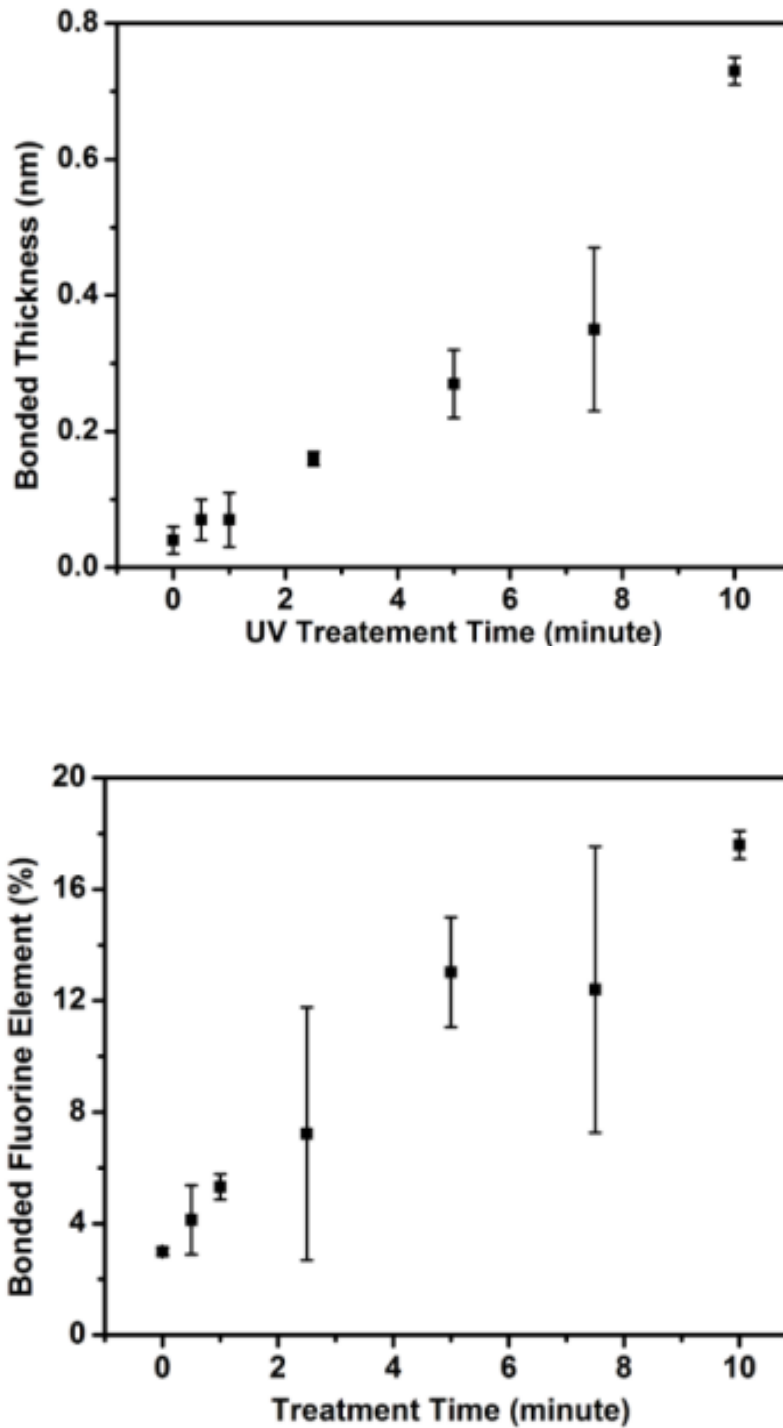 0.8
0.6
0.4
0.2
0.0
Bonded Thickness (nm)
0 2 4 6 8 10
UV Treatement Time (minute)
20
16
12
8
4
0
Bonded Fluorine Element (%)
0 2 4 6 8 10
Treatment Time (minute)